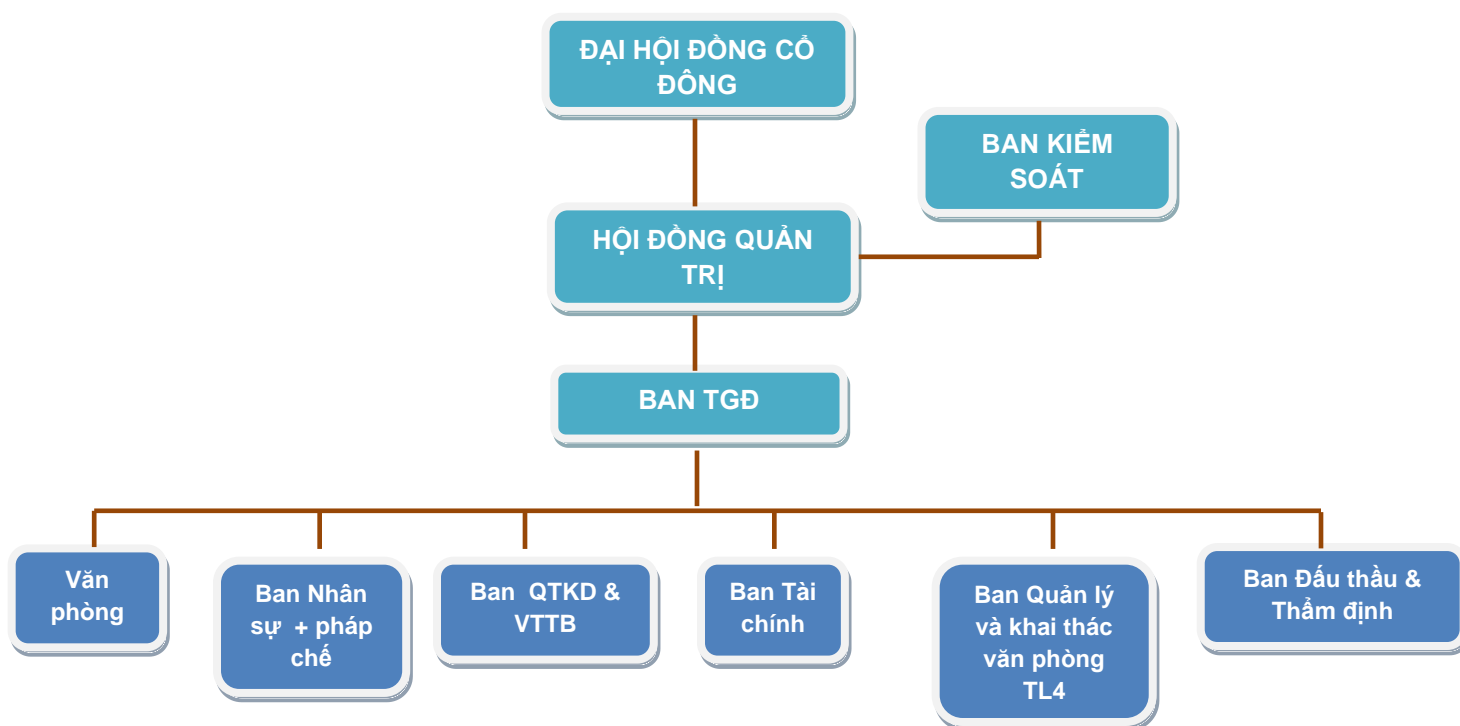 ĐẠI HỘI ĐỒNG CỔ
ĐÔNG
BAN KIỂM
SOÁT
HỘI ĐỒNG QUẢN
TRỊ
BAN TGĐ
Văn
phòng
Ban Nhân
sự + pháp
chế
Ban QTKD &
VTTB
Ban Tài
chính
Ban Quản lý
và khai thác
văn phòng
TL4
Ban Đấu thầu &
Thẩm định